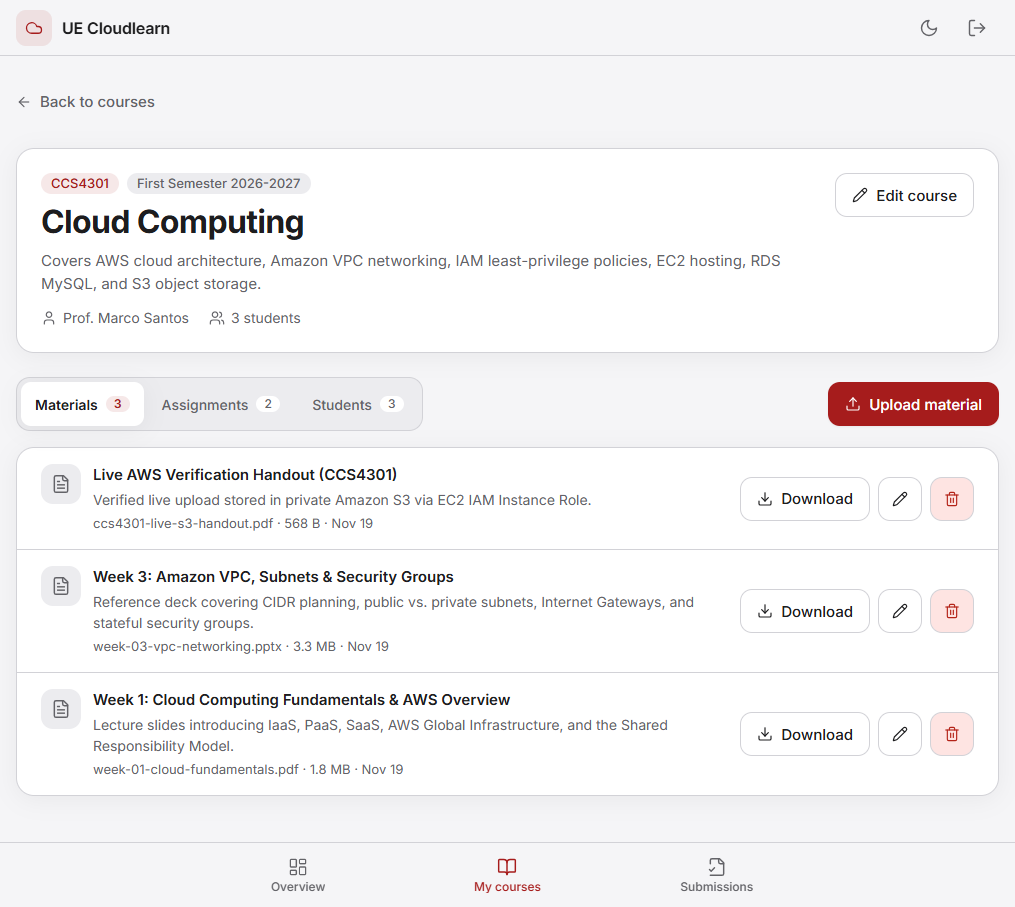 UE Cloudlearn
Back to courses
CCS4301
First Semester 2026-2027
Cloud Computing
Edit course
Covers AWS cloud architecture, Amazon VPC networking, IAM least-privilege policies, EC2 hosting, RDS
MySQL, and S3 object storage.
Prof. Marco Santos
3 students
Materials 3
Assignments 2
Students 3
Upload material
Live AWS Verification Handout (CCS4301)
Verified live upload stored in private Amazon S3 via EC2 IAM Instance Role.
ccs4301-live-s3-handout.pdf · 568 B · Nov 19
Download
Week 3: Amazon VPC, Subnets & Security Groups
Reference deck covering CIDR planning, public vs. private subnets, Internet Gateways, and
stateful security groups.
week-03-vpc-networking.pptx · 3.3 MB · Nov 19
Download
Week 1: Cloud Computing Fundamentals & AWS Overview
Lecture slides introducing IaaS, PaaS, SaaS, AWS Global Infrastructure, and the Shared
Responsibility Model.
week-01-cloud-fundamentals.pdf · 1.8 MB · Nov 19
Download
Overview
My courses
Submissions